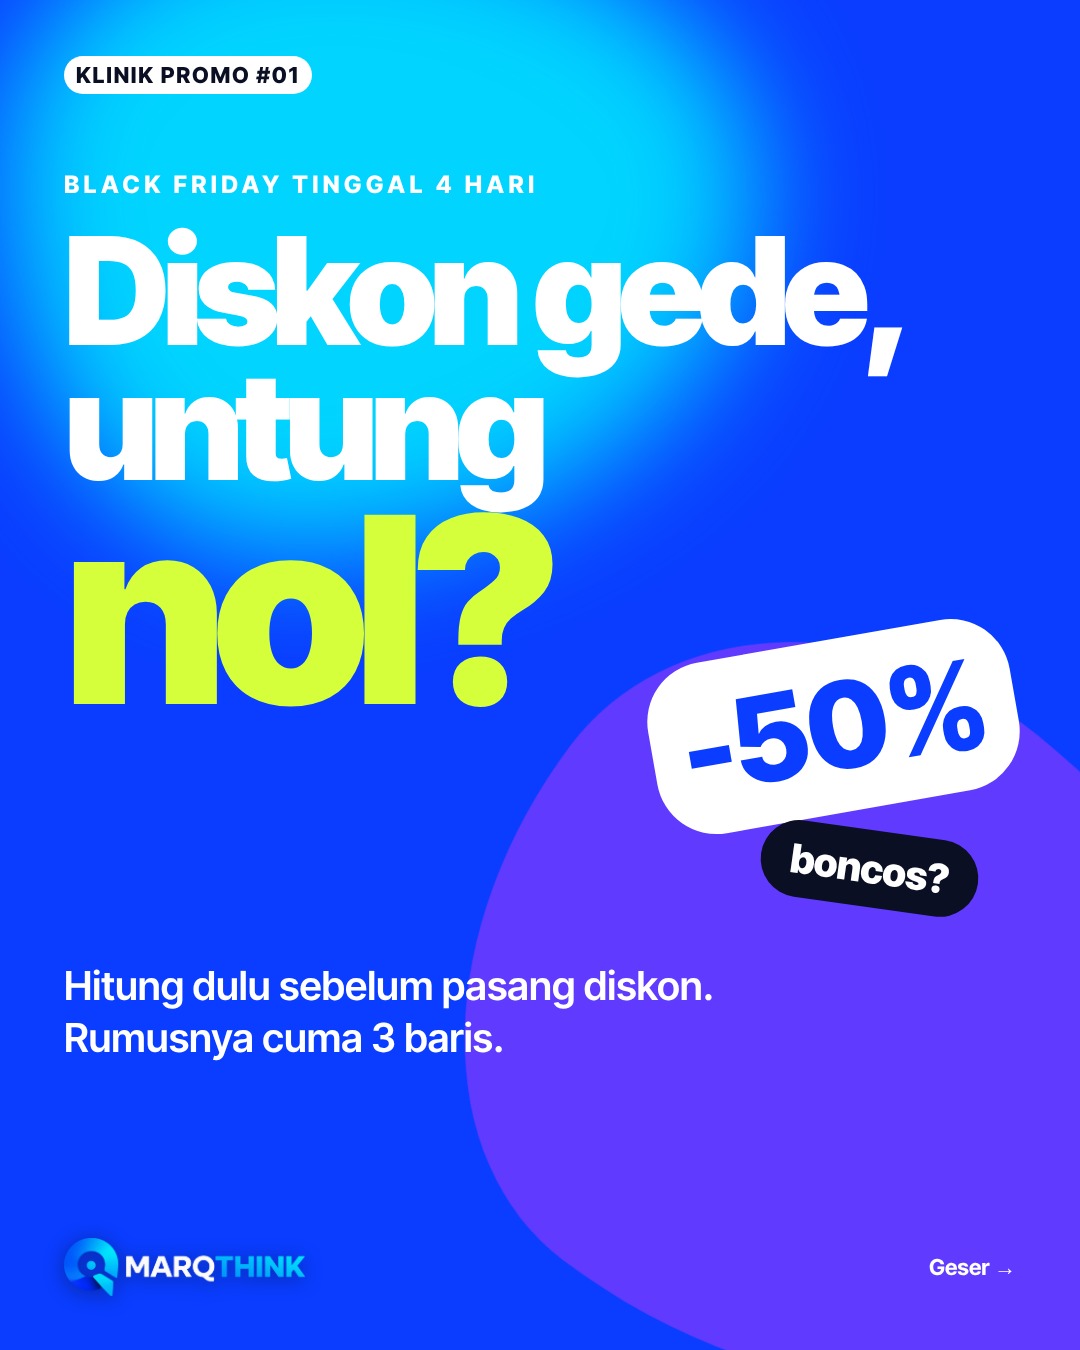 KLINIK PROMO #01
BLACK FRIDAY TINGGAL 4 HARI
Diskon gede,
untung
nol?
-50%
boncos?
Hitung dulu sebelum pasang diskon.
Rumusnya cuma 3 baris.
MARQTHINK
Geser →